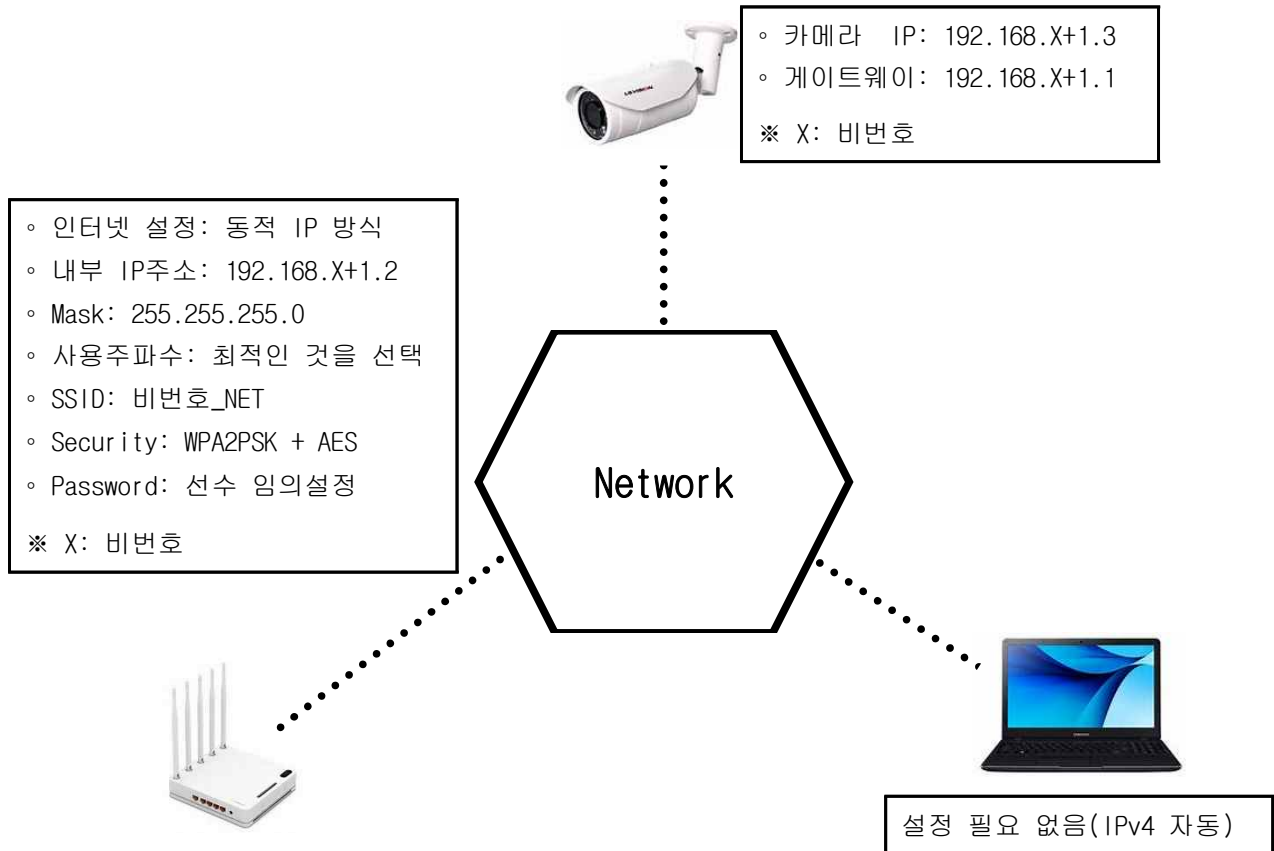 ◦ 카메라 IP: 192.168.X+1.3
◦ 게이트웨이: 192.168.X+1.1
※ X: 비번호
◦ 인터넷 설정: 동적 IP 방식
◦ 내부 IP주소: 192.168.X+1.2
◦ Mask: 255.255.255.0
◦ 사용주파수: 최적인 것을 선택
◦ SSID: 비번호_NET
◦ Security: WPA2PSK + AES
◦ Password: 선수 임의설정
※ X: 비번호
Network
설정 필요 없음(IPv4 자동)